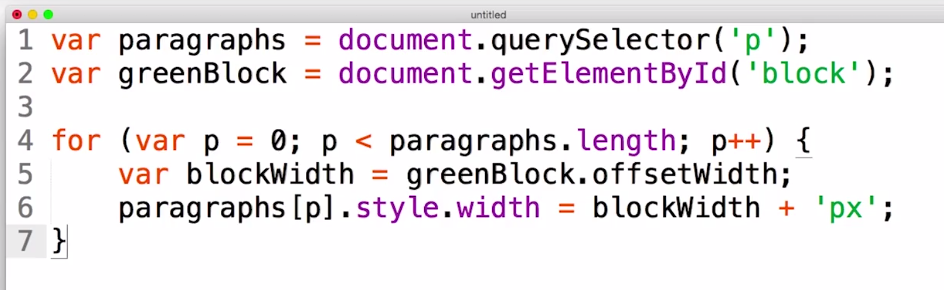 untitled
1 var paragraphs = document.querySelector('p');
2 var greenBlock = document.getElementById('block');
3
4 for (var p = 0; p < paragraphs.length; p++) {
5     var blockWidth = greenBlock.offsetWidth;
6     paragraphs[p].style.width = blockWidth + 'px';
7 }